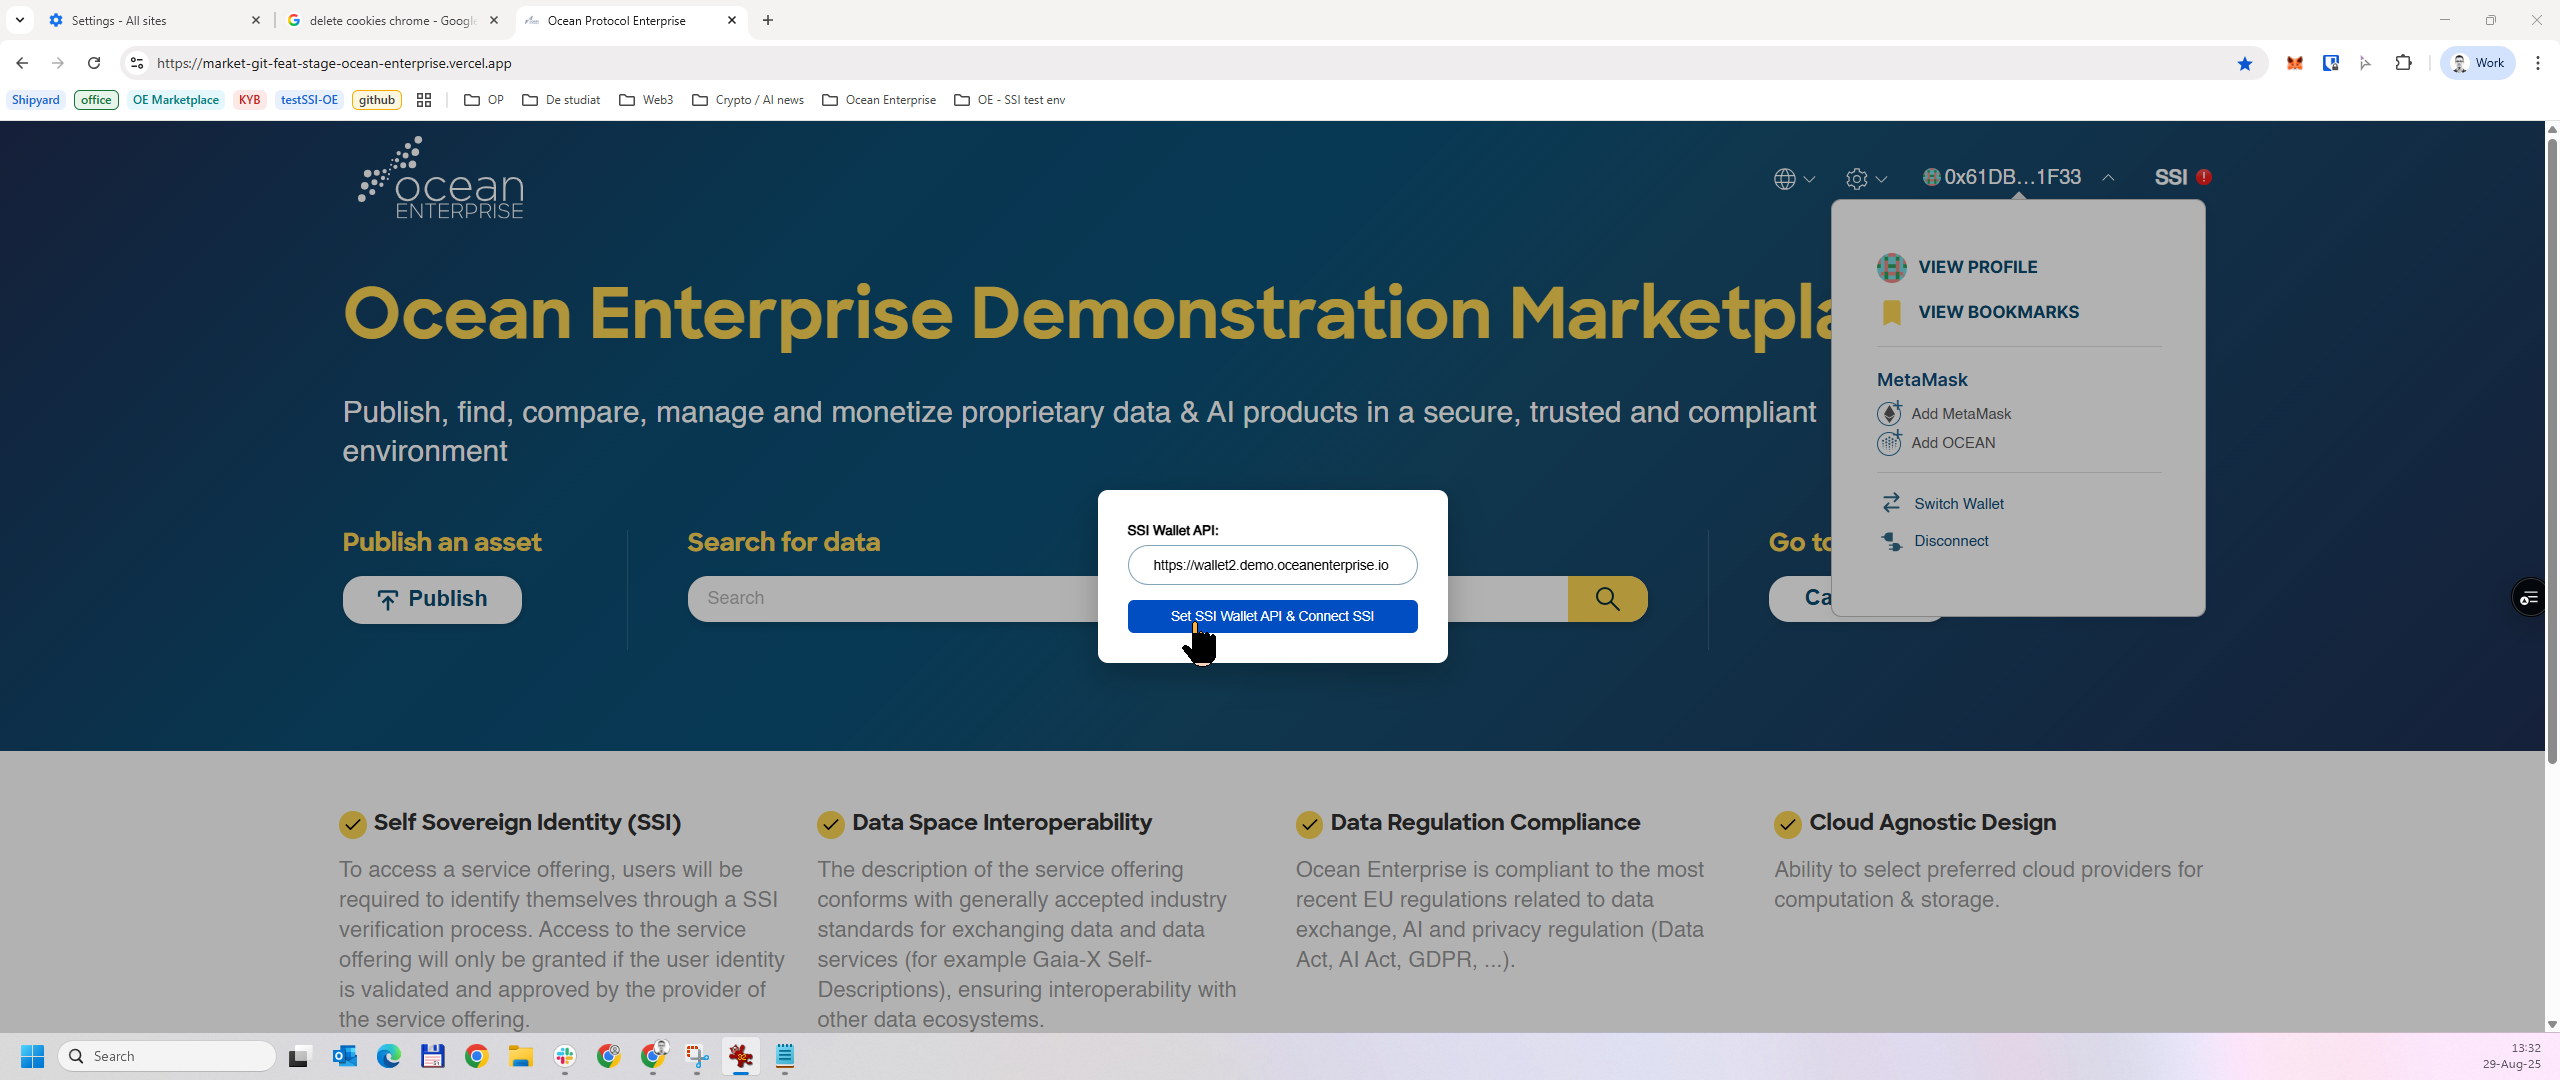 Settings - All sites
delete cookies chrome - Google
Ocean Protocol Enterprise
https://market-git-feat-stage-ocean-enterprise.vercel.app
Work
Shipyard
office
OE Marketplace
KYB
testSSI-OE
github
OP
De studiat
Web3
Crypto / AI news
Ocean Enterprise
OE - SSI test env
ocean
ENTERPRISE
0x61DB...1F33
SSI
VIEW PROFILE
VIEW BOOKMARKS
MetaMask
Add MetaMask
Add OCEAN
Switch Wallet
Disconnect
Ocean Enterprise Demonstration Marketpla
Publish, find, compare, manage and monetize proprietary data & AI products in a secure, trusted and compliant
environment
Publish an asset
Publish
Search for data
Search
Go to
Ca
SSI Wallet API:
https://wallet2.demo.oceanenterprise.io
Set SSI Wallet API & Connect SSI
Self Sovereign Identity (SSI)
To access a service offering, users will be
required to identify themselves through a SSI
verification process. Access to the service
offering will only be granted if the user identity
is validated and approved by the provider of
the service offering.
Data Space Interoperability
The description of the service offering
conforms with generally accepted industry
standards for exchanging data and data
services (for example Gaia-X Self-
Descriptions), ensuring interoperability with
other data ecosystems.
Data Regulation Compliance
Ocean Enterprise is compliant to the most
recent EU regulations related to data
exchange, AI and privacy regulation (Data
Act, AI Act, GDPR, ...).
Cloud Agnostic Design
Ability to select preferred cloud providers for
computation & storage.
Search
13:32
29-Aug-25